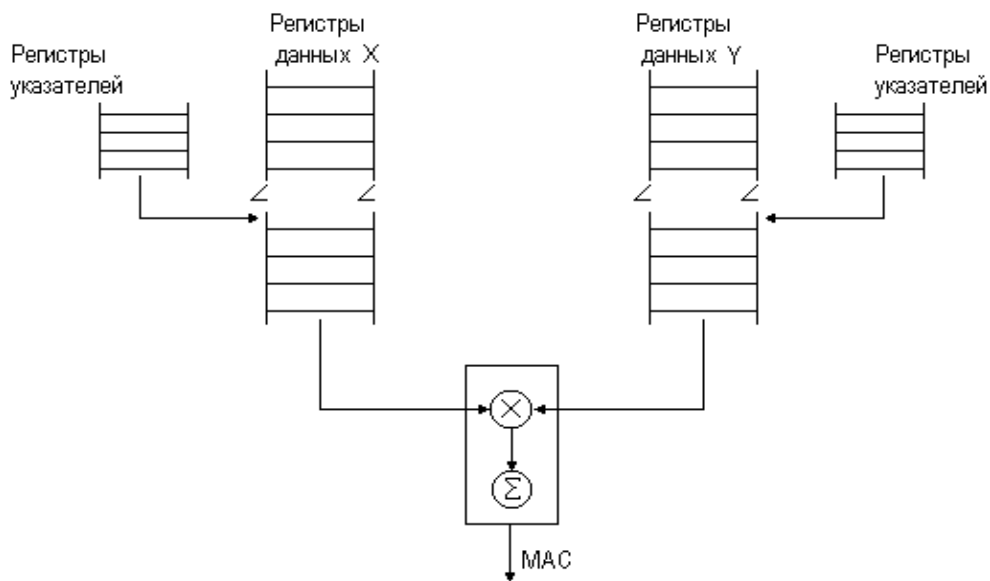 Регистры
указателей
Регистры
данных X
Регистры
данных Y
Регистры
указателей
X
Σ
MAC